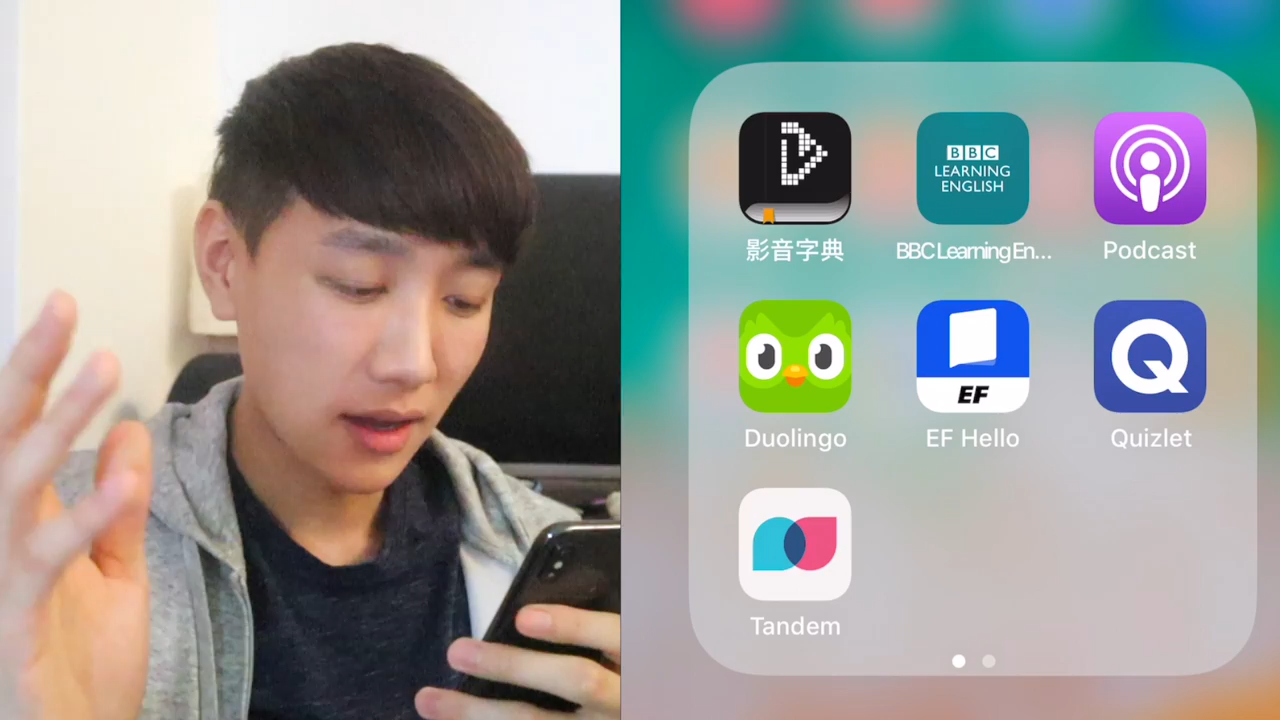 BBC
LEARNING
ENGLISH
影音字典
BBC Learning En...
Podcast
EF
Q
Duolingo
EF Hello
Quizlet
Tandem